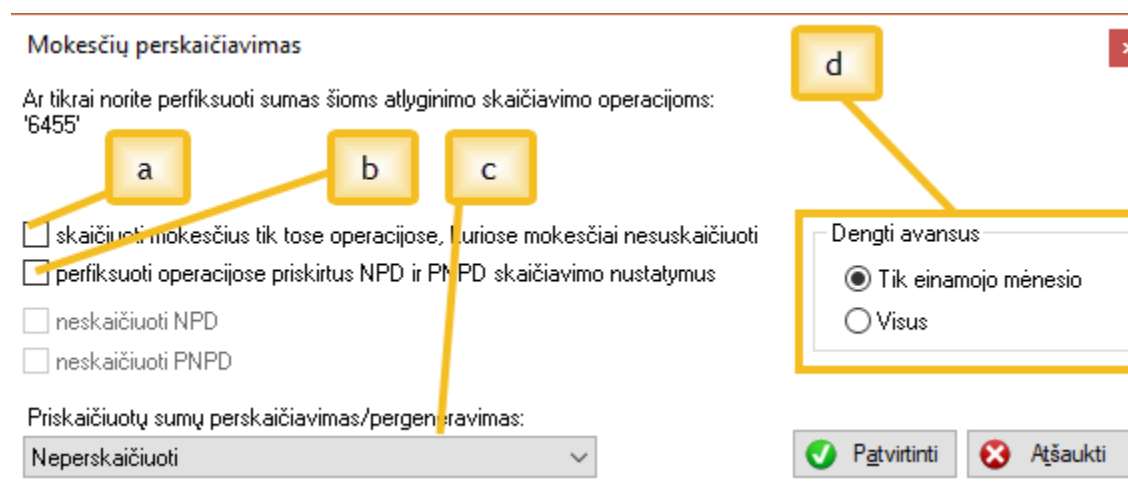 Mokesčių perskaičiavimas
d
Ar tikrai norite perfiksuoti sumas šioms atlyginimo skaičiavimo operacijoms:
'6455'
a
b
c
skaičiuoti mokesčius tik tose operacijose, kuriose mokesčiai nesuskaičiuoti
perfiksuoti operacijose priskirtus NPD ir PNPD skaičiavimo nustatymus
neskaičiuoti NPD
neskaičiuoti PNPD
Dengti avansus
Tik einamojo mėnesio
Visus
Priskaičiuotų sumų perskaičiavimas/pergeneravimas:
Neperskaičiuoti
Patvirtinti
Atšaukti